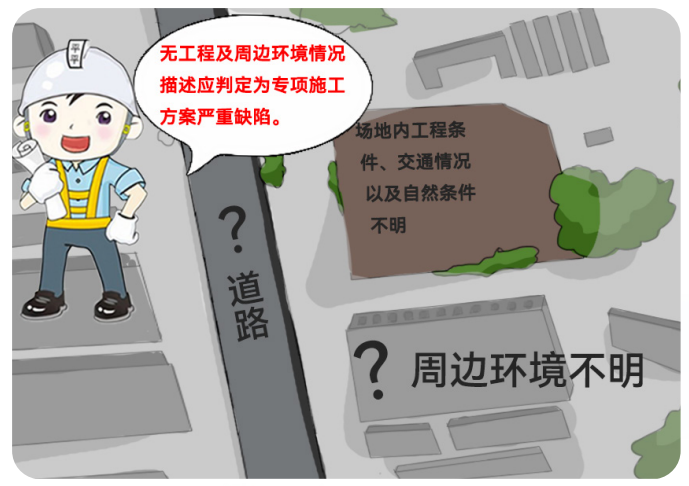 平
平
无工程及周边环境情况
描述应判定为专项施工
方案严重缺陷。
场地内工程条
件、交通情况
以及自然条件
不明
？
道
路
？周边环境不明